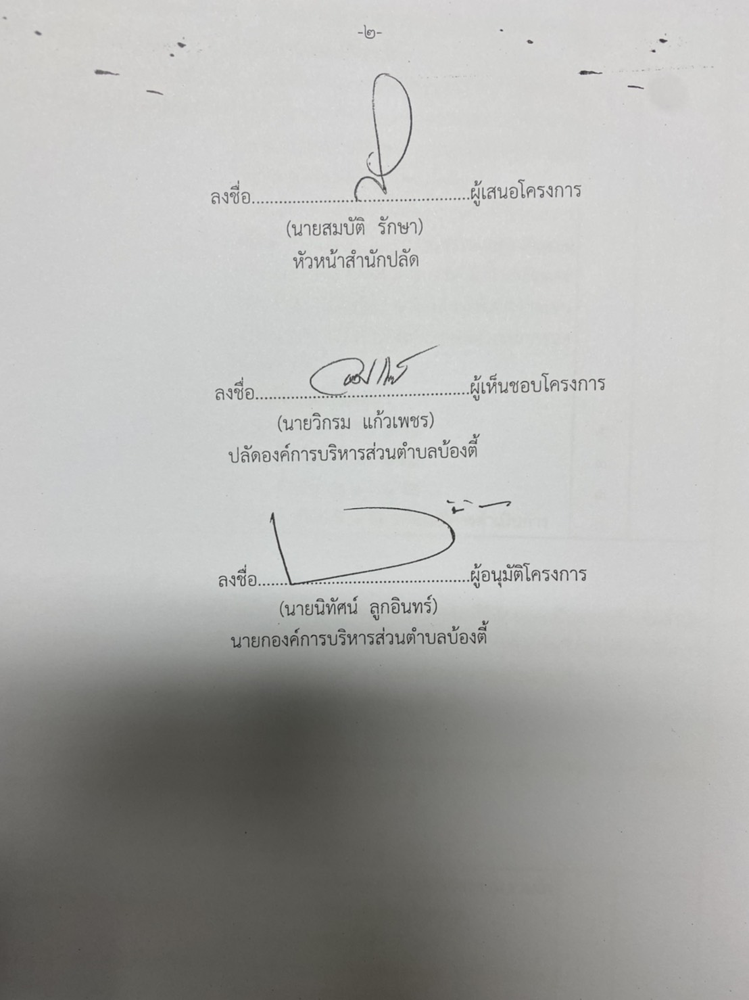 -๒-
ลงชื่อ................................................ผู้เสนอโครงการ
(นายสมบัติ รักษา)
หัวหน้าสำนักปลัด
ลงชื่อ................................................ผู้เห็นชอบโครงการ
(นายวิกรม แก้วเพชร)
ปลัดองค์การบริหารส่วนตำบลบ้องตี้
ลงชื่อ................................................ผู้อนุมัติโครงการ
(นายนิทัศน์ ลูกอินทร์)
นายกองค์การบริหารส่วนตำบลบ้องตี้